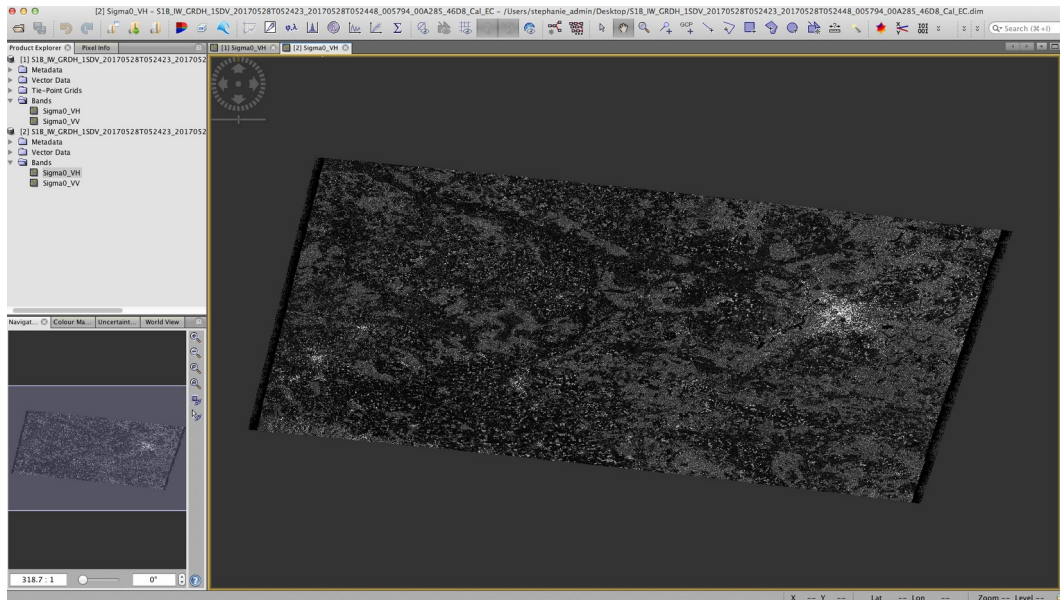 [2] Sigma0_VH - S1B_IW_GRDH_1SDV_20170528T052423_20170528T052448_005794_00A285_46D8_Cal_EC - /Users/stephanie_admin/Desktop/S1B_IW_GRDH_1SDV_20170528T052423_20170528T052448_005794_00A285_46D8_Cal_EC.dim
φ,λ Σ GCP Search (⌘+I)
Product Explorer Pixel Info [1] Sigma0_VH [2] Sigma0_VH
[1] S1B_IW_GRDH_1SDV_20170528T052423_2017052
Metadata
Vector Data
Tie-Point Grids
Bands
Sigma0_VH
Sigma0_VV
[2] S1B_IW_GRDH_1SDV_20170528T052423_2017052
Metadata
Vector Data
Bands
Sigma0_VH
Sigma0_VV
Navigat... Colour Ma... Uncertaint... World View
318.7 : 1 0°
X -- Y -- Lat -- Lon -- Zoom -- Level --